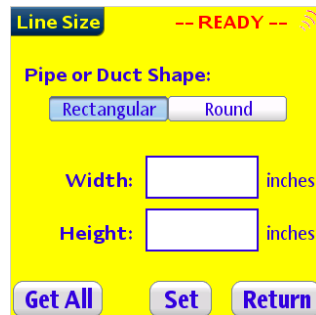 Line Size -- READY --
Pipe or Duct Shape:
Rectangular Round
Width: inches
Height: inches
Get All Set Return